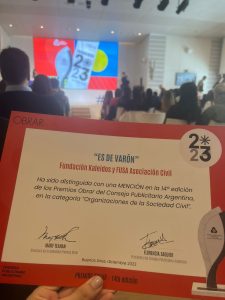 OBRAR
2*
23
"ES DE VARÓN"
Fundación Kaleidos y FUSA Asociación Civil
Ha sido distinguida con una MENCIÓN en la 14º edición
de los Premios Obrar del Consejo Publicitario Argentino,
en la categoría "Organizaciones de la Sociedad Civil".
Buenos Aires, Diciembre 2023